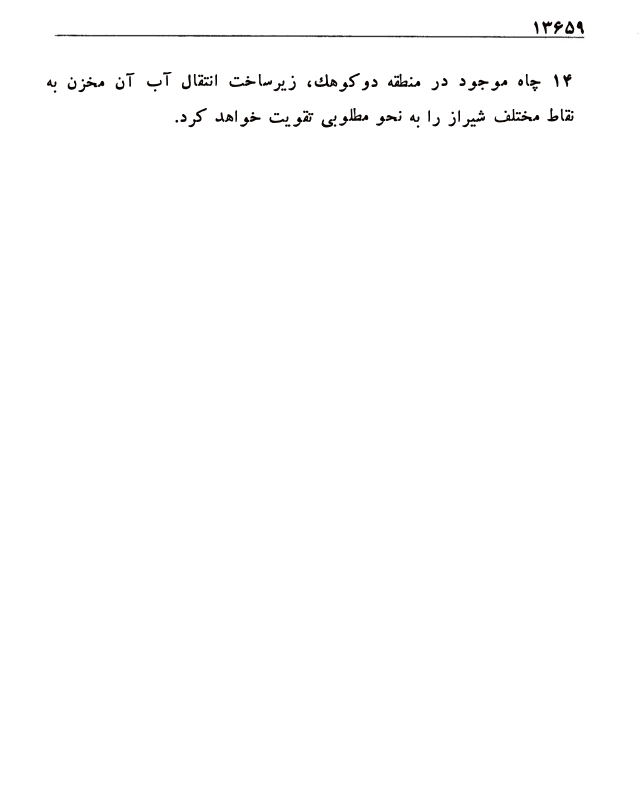 ۱۳۶۵۹
۱۴ چاه موجود در منطقه دوكوهك، زیرساخت انتقال آب آن مخزن به
نقاط مختلف شیراز را به نحو مطلوبی تقویت خواهد کرد.